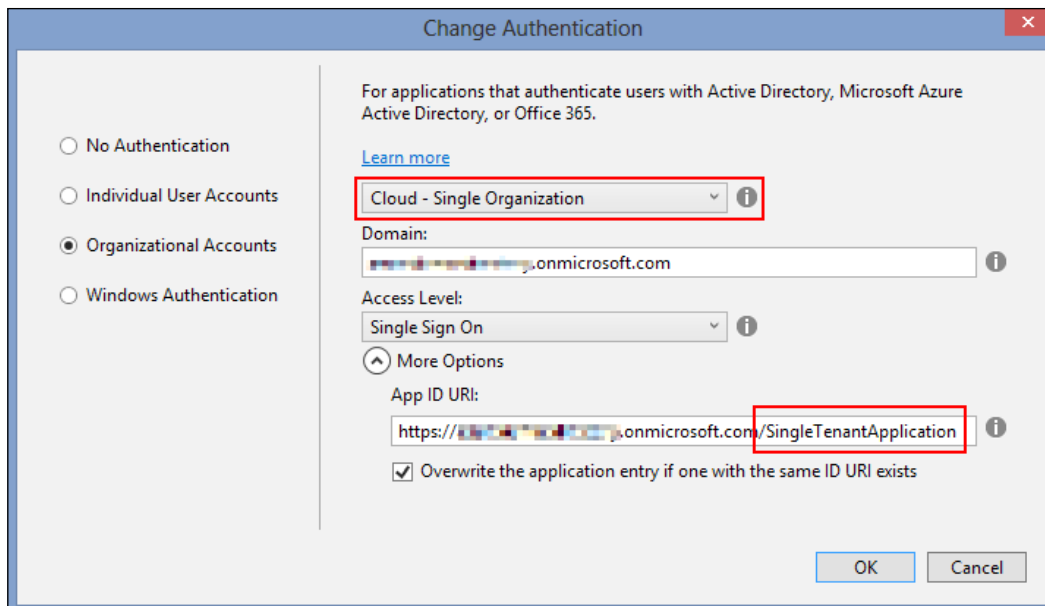 Change Authentication
No Authentication
Individual User Accounts
Organizational Accounts
Windows Authentication
For applications that authenticate users with Active Directory, Microsoft Azure
Active Directory, or Office 365.
Learn more
Cloud - Single Organization
Domain:
.onmicrosoft.com
Access Level:
Single Sign On
More Options
App ID URI:
https:// .onmicrosoft.com/SingleTenantApplication
Overwrite the application entry if one with the same ID URI exists
OK
Cancel